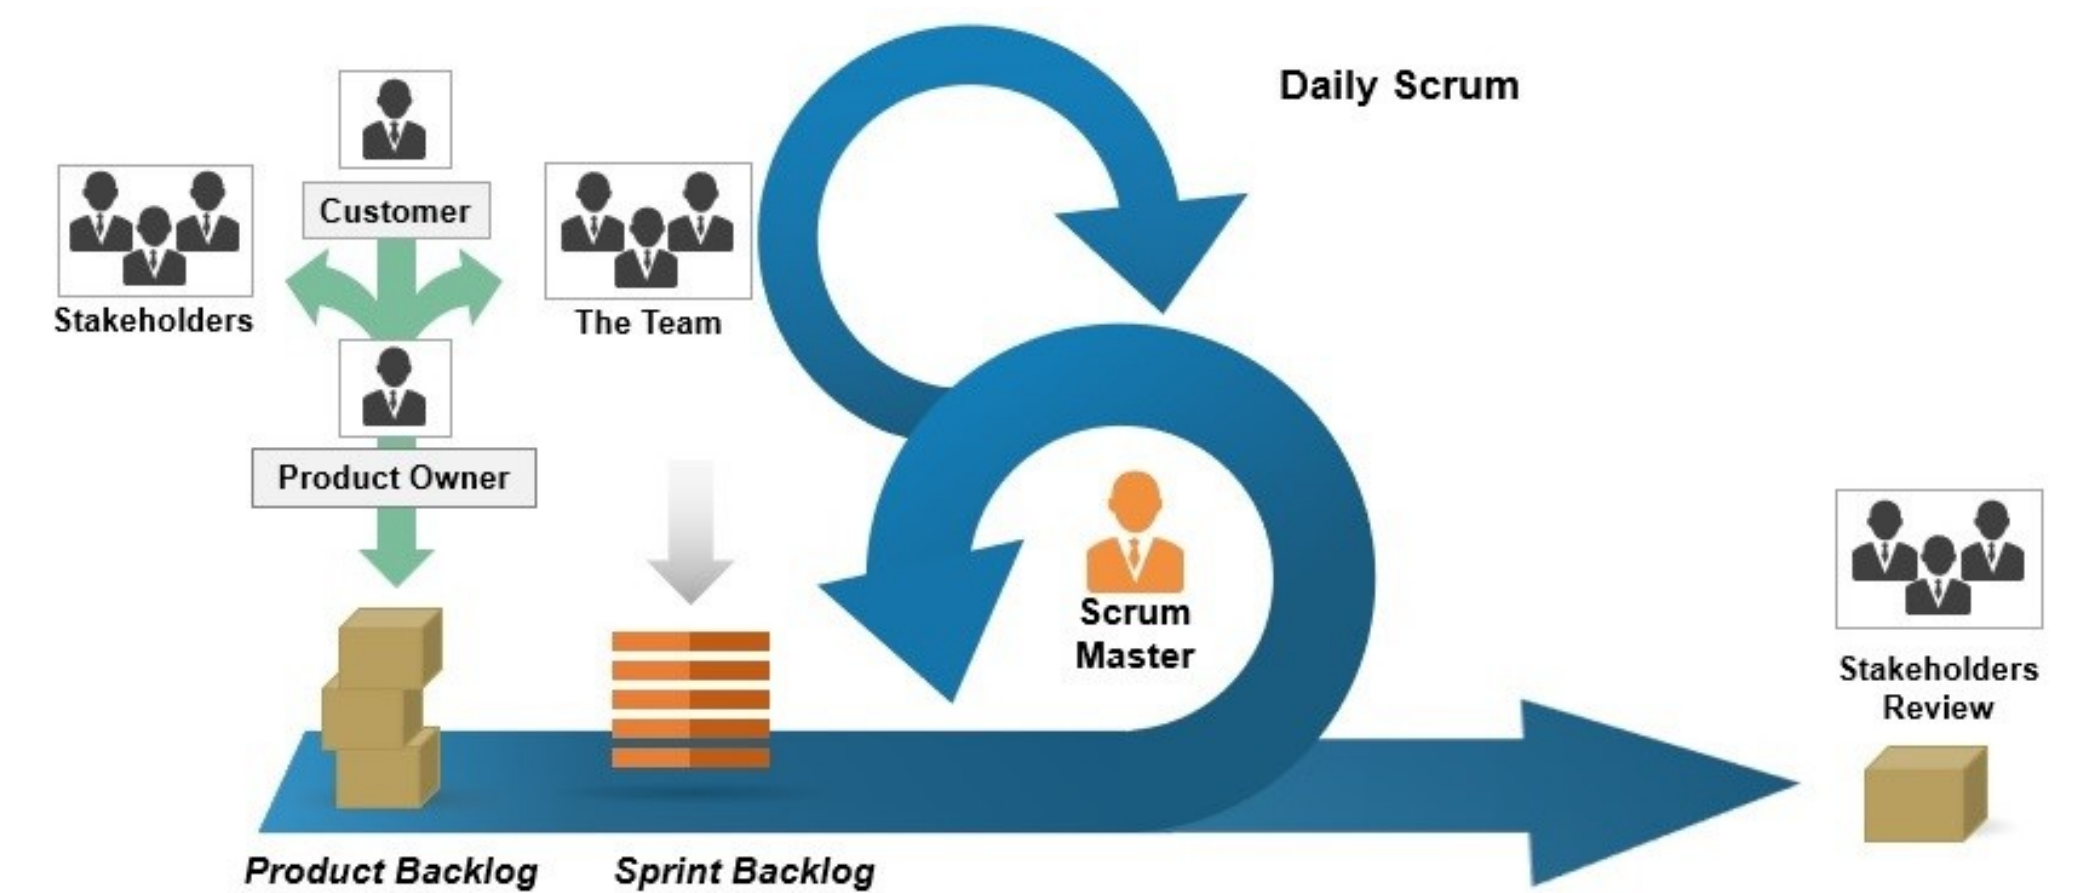 Daily Scrum
Customer
Stakeholders
The Team
Product Owner
Scrum
Master
Stakeholders
Review
Product Backlog
Sprint Backlog